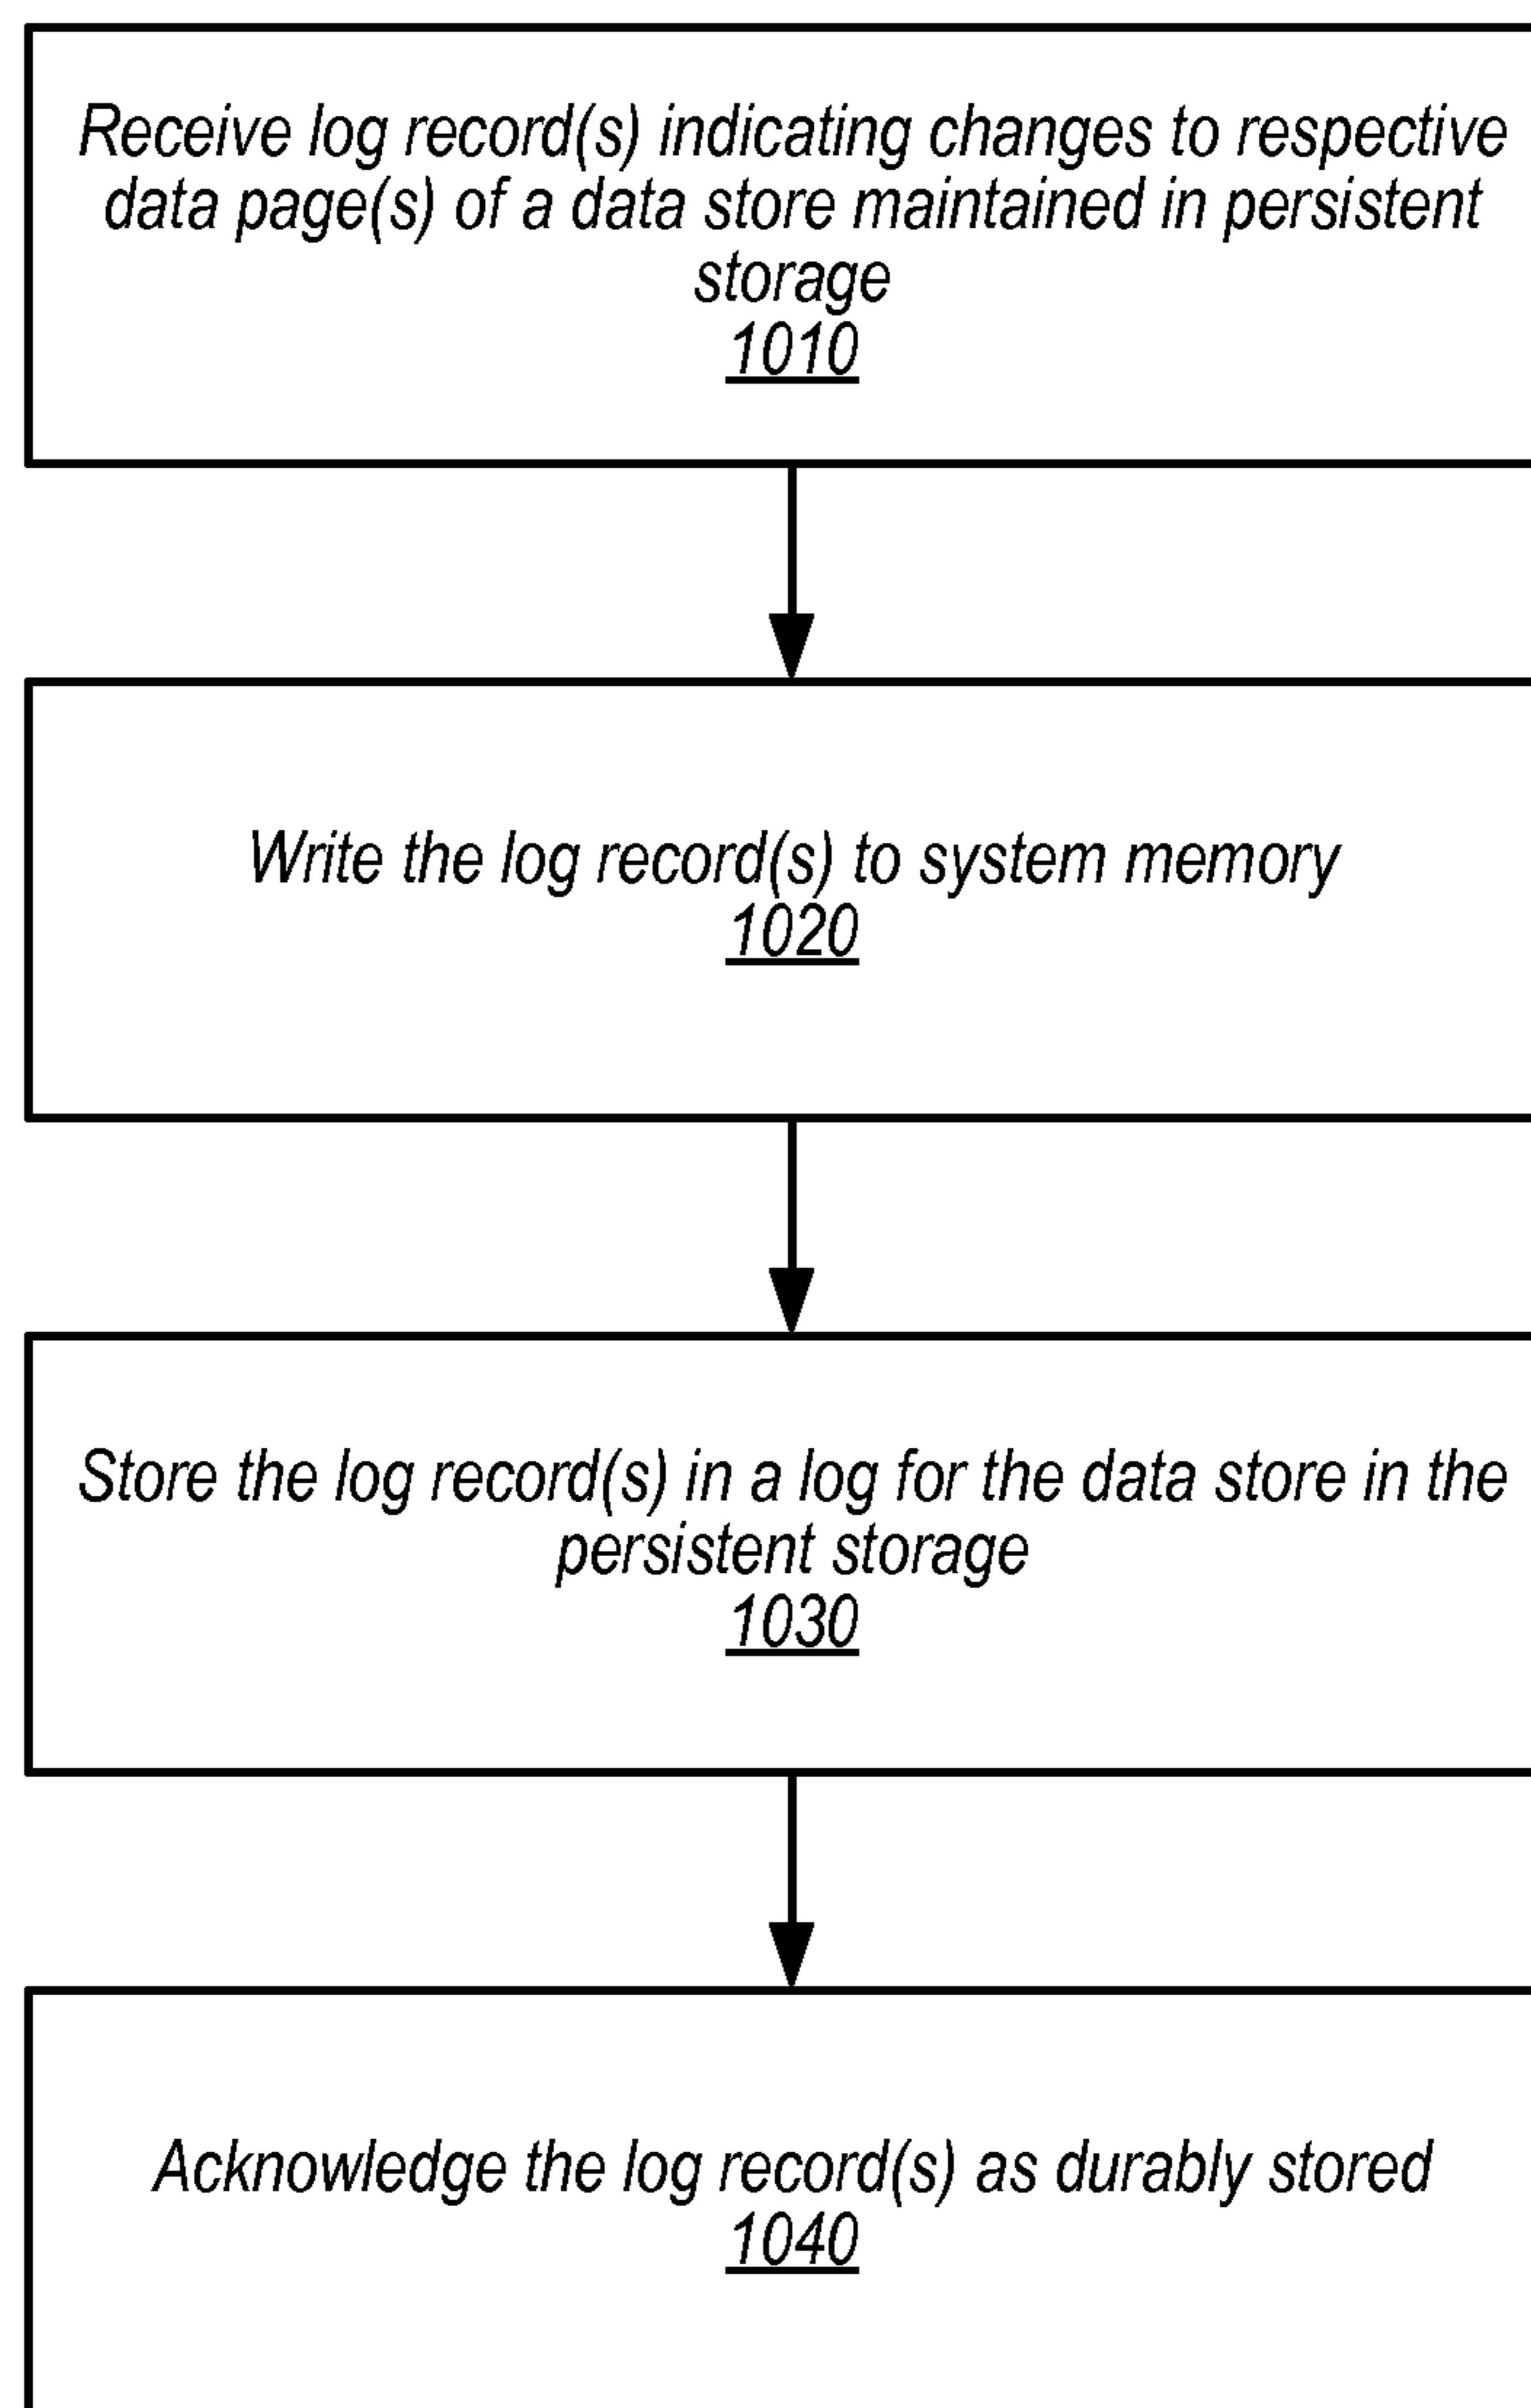 Receive log record(s) indicating changes to respective
data page(s) of a data store maintained in persistent
storage
1010
Write the log record(s) to system memory
1020
Store the log record(s) in a log for the data store in the
persistent storage
1030
Acknowledge the log record(s) as durably stored
1040